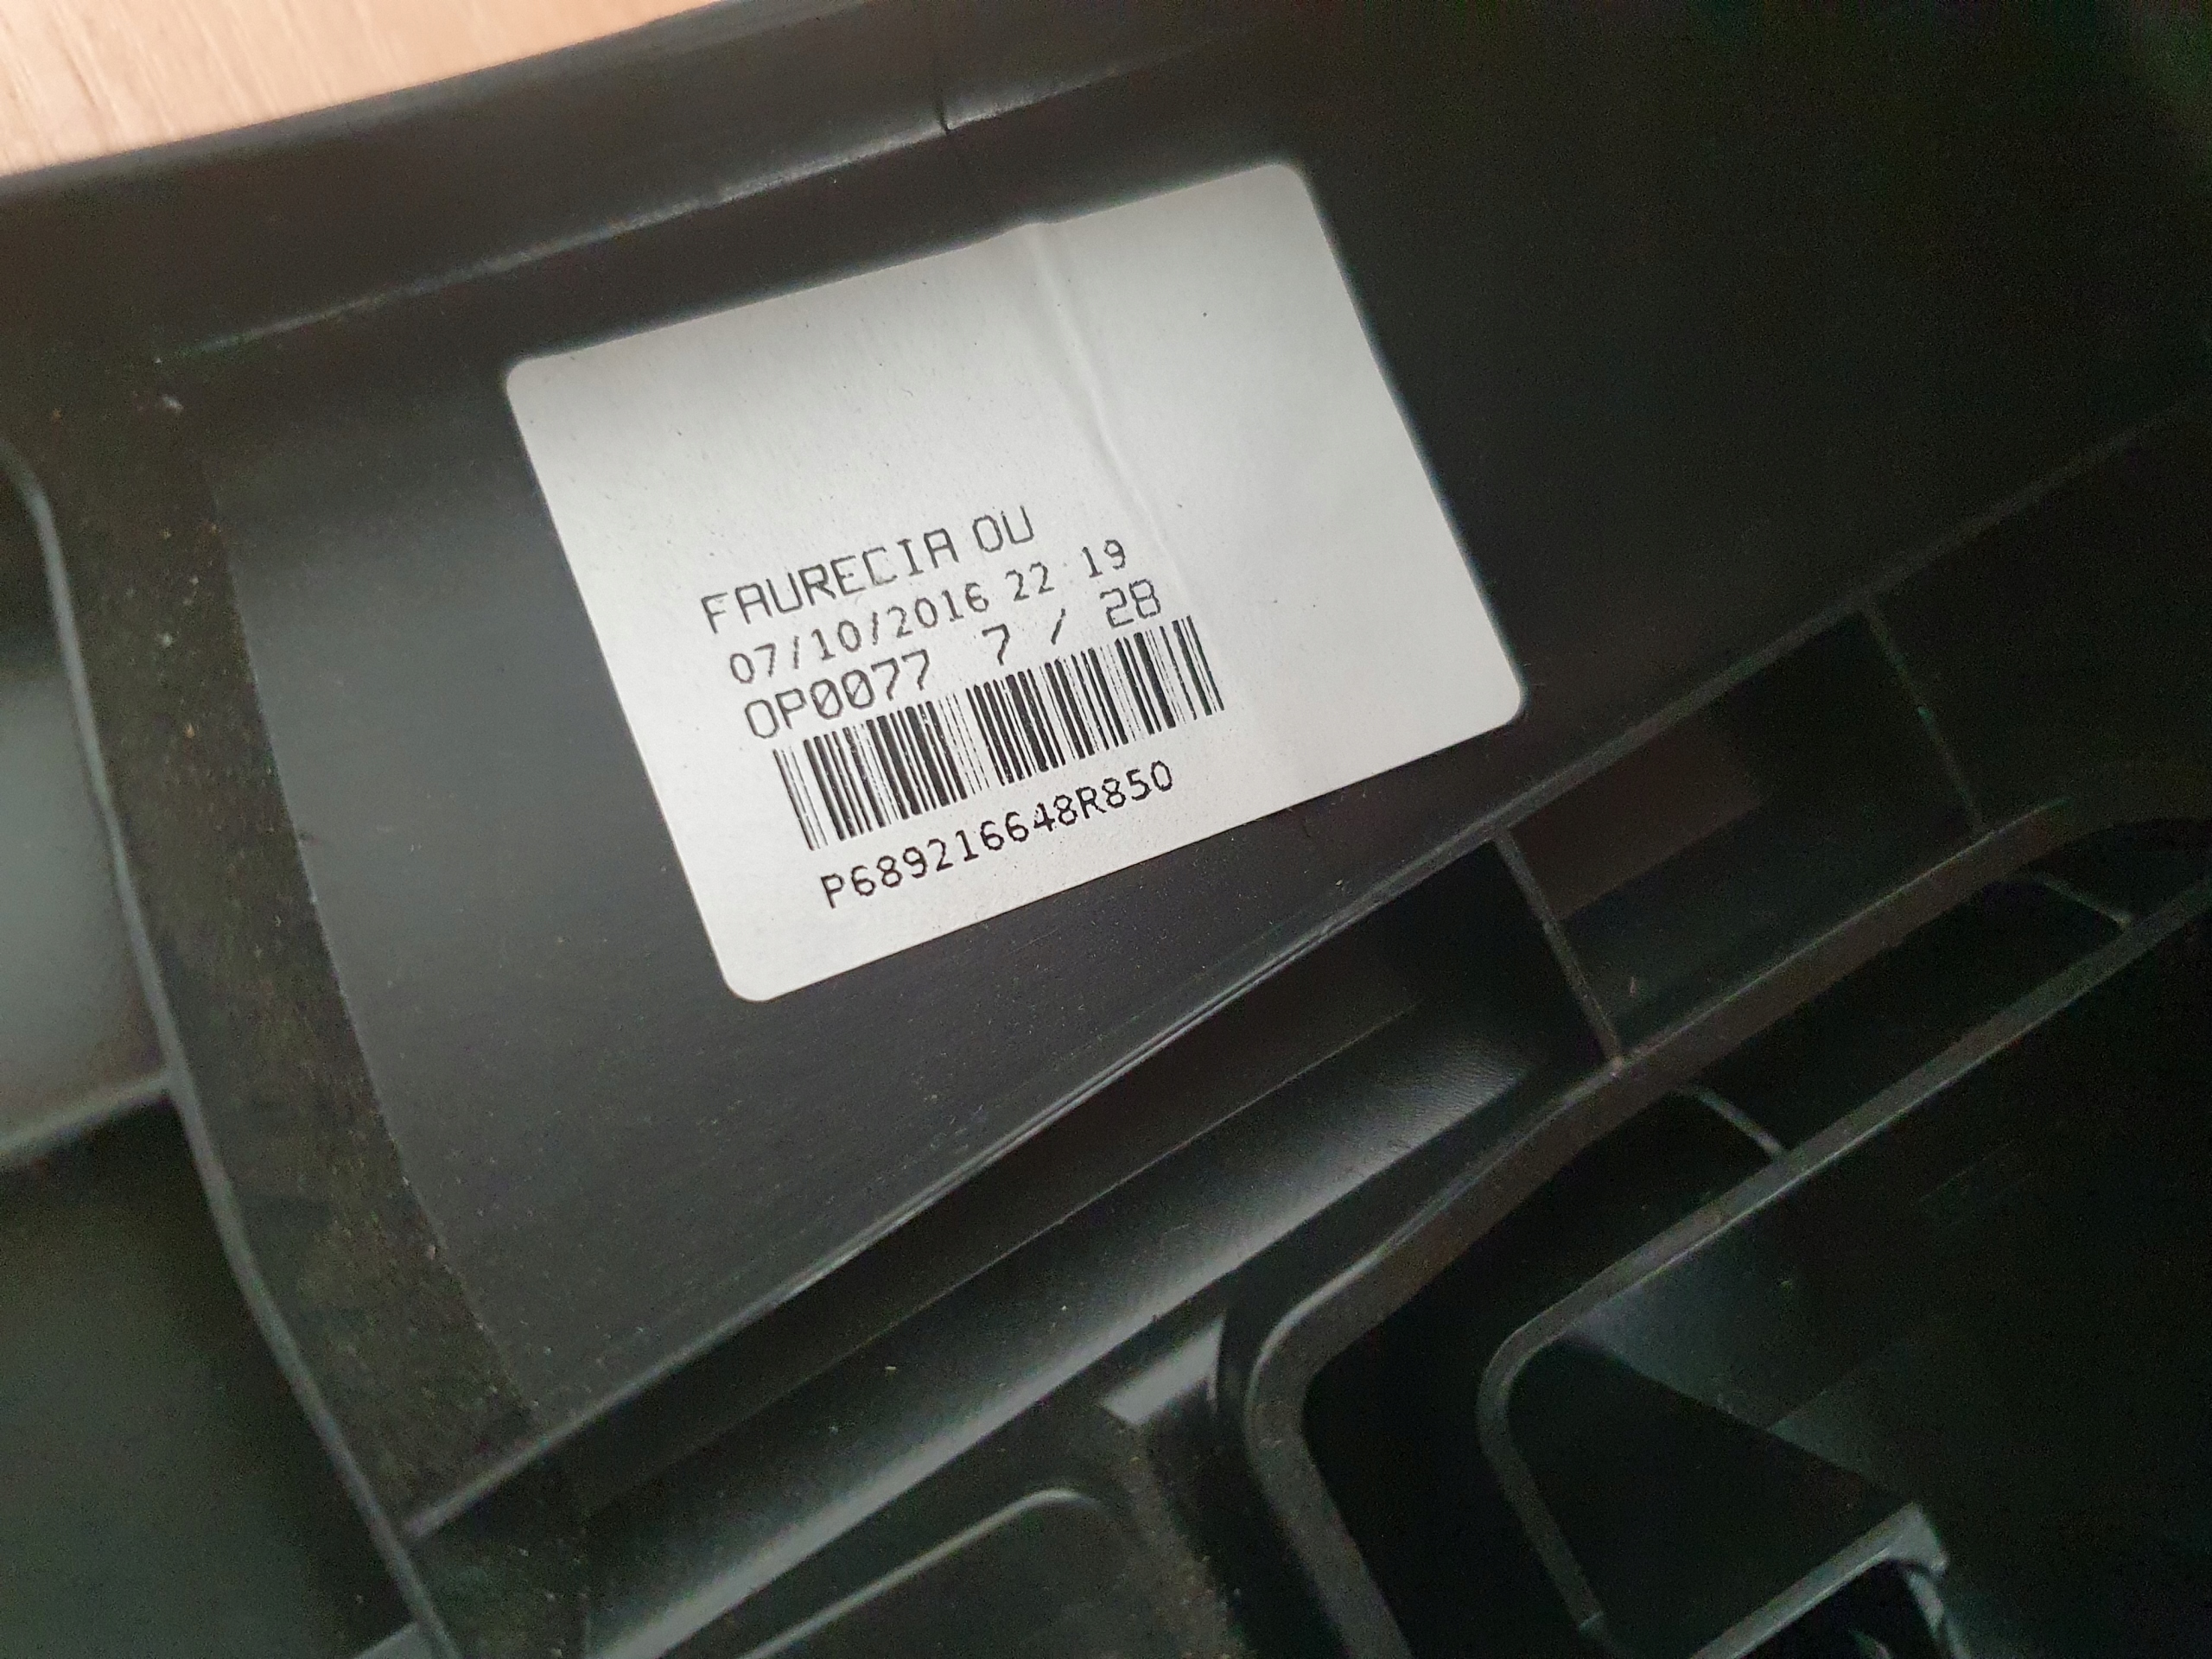 FAURECIA OU
07/10/2016 22:19
OP0077 7 / 28
P689216648R850